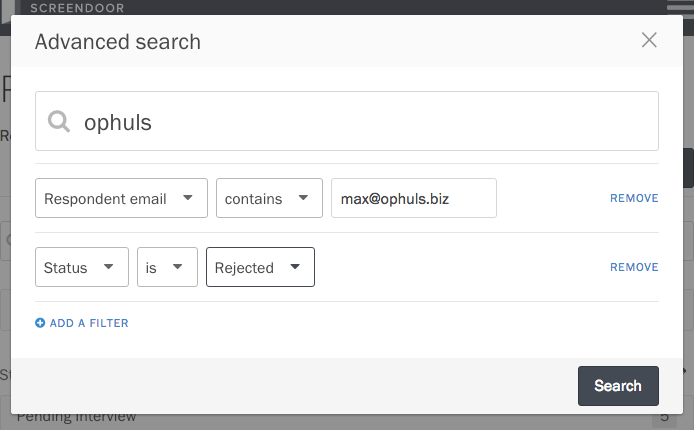 SCREENDOOR
Advanced search
ophuls
Respondent email contains max@ophuls.biz REMOVE
Status is Rejected REMOVE
ADD A FILTER
Search
Pending Interview 5